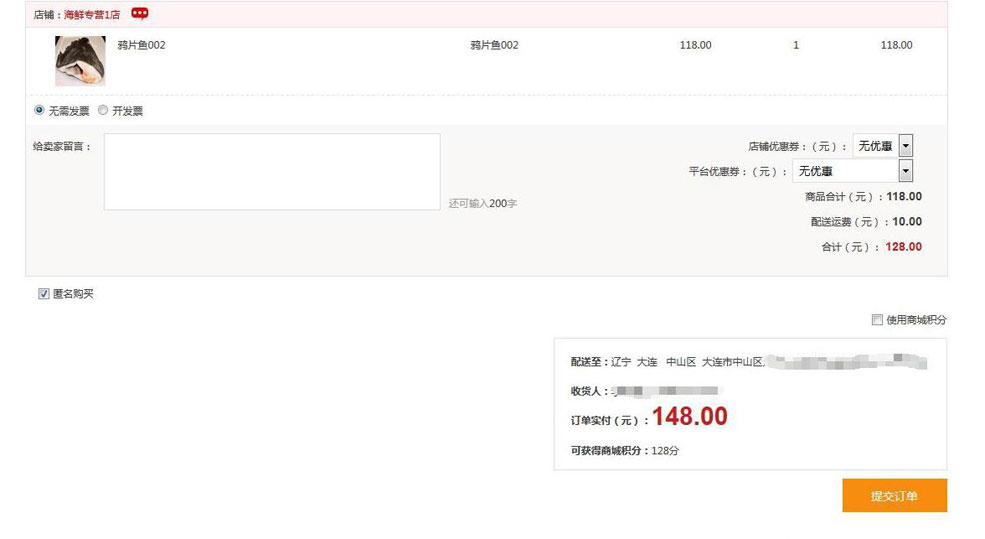 店铺：海鲜专营1店
鸦片鱼002 鸦片鱼002 118.00 1 118.00
无需发票 开发票
给卖家留言：
还可输入200字
店铺优惠券：（元）： 无优惠
平台优惠券：（元）： 无优惠
商品合计（元）：118.00
配送运费（元）：10.00
合计（元）：128.00
匿名购买
使用商城积分
配送至：辽宁 大连 中山区 大连市中山区
收货人：
订单实付（元）：148.00
可获得商城积分：128分
提交订单